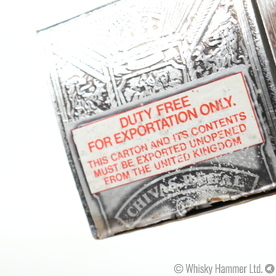 DUTY FREE
FOR EXPORTATION ONLY.
THIS CARTON AND ITS CONTENTS
MUST BE EXPORTED UNOPENED
FROM THE UNITED KINGDOM
CHIVAS REGAL
© Whisky Hammer Ltd.